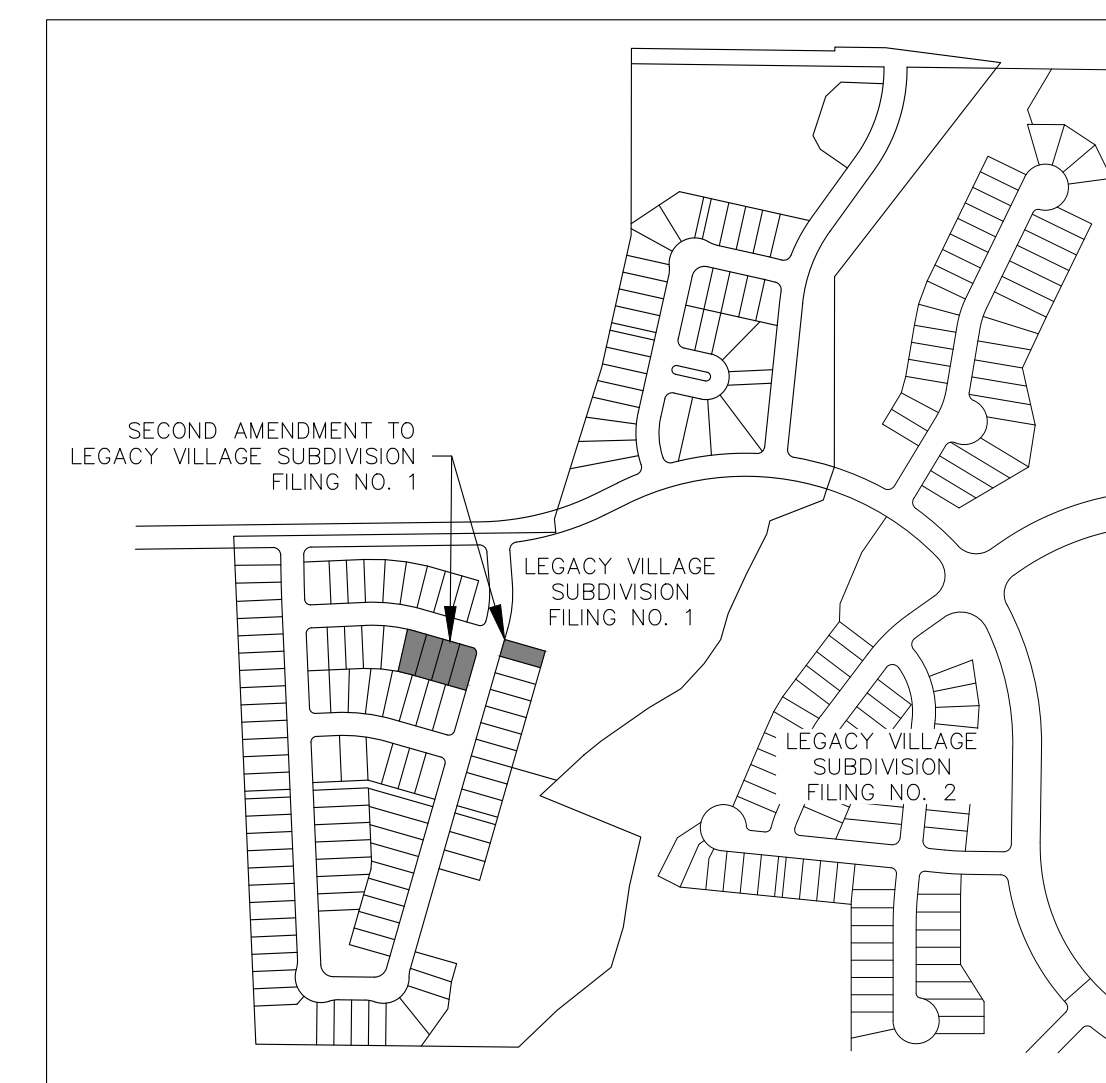 SECOND AMENDMENT TO
LEGACY VILLAGE SUBDIVISION
FILING NO. 1
LEGACY VILLAGE
SUBDIVISION
FILING NO. 1
LEGACY VILLAGE
SUBDIVISION
FILING NO. 2